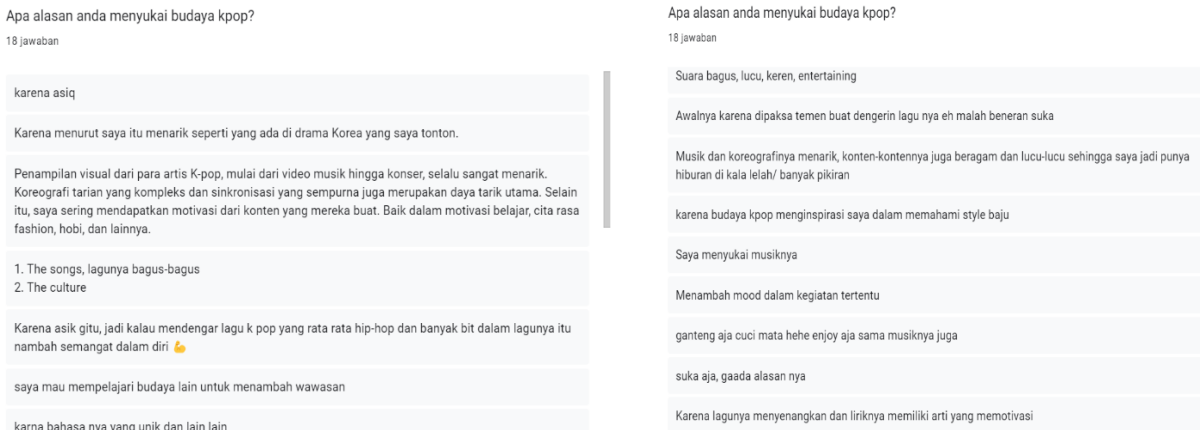 Apa alasan anda menyukai budaya kpop?
18 jawaban
karena asiq
Karena menurut saya itu menarik seperti yang ada di drama Korea yang saya tonton.
Penampilan visual dari para artis K-pop, mulai dari video musik hingga konser, selalu sangat menarik.
Koreografi tarian yang kompleks dan sinkronisasi yang sempurna juga merupakan daya tarik utama. Selain
itu, saya sering mendapatkan motivasi dari konten yang mereka buat. Baik dalam motivasi belajar, cita rasa
fashion, hobi, dan lainnya.
1. The songs, lagunya bagus-bagus
2. The culture
Karena asik gitu, jadi kalau mendengar lagu k pop yang rata rata hip-hop dan banyak bit dalam lagunya itu
nambah semangat dalam diri 💪
saya mau mempelajari budaya lain untuk menambah wawasan
karna bahasa nya yang unik dan lain lain
Apa alasan anda menyukai budaya kpop?
18 jawaban
Suara bagus, lucu, keren, entertaining
Awalnya karena dipaksa temen buat dengerin lagu nya eh malah beneran suka
Musik dan koreografinya menarik, konten-kontennya juga beragam dan lucu-lucu sehingga saya jadi punya
hiburan di kala lelah/ banyak pikiran
karena budaya kpop menginspirasi saya dalam memahami style baju
Saya menyukai musiknya
Menambah mood dalam kegiatan tertentu
ganteng aja cuci mata hehe enjoy aja sama musiknya juga
suka aja, gaada alasan nya
Karena lagunya menyenangkan dan liriknya memiliki arti yang memotivasi